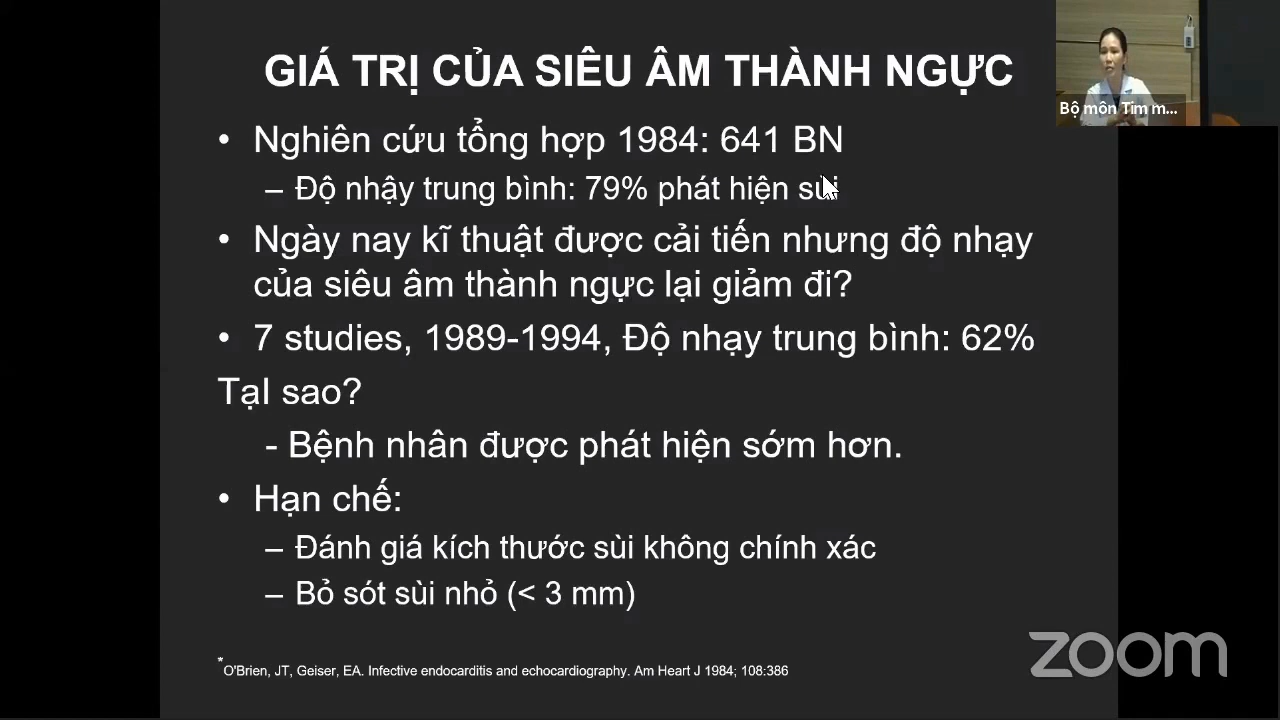 GIÁ TRỊ CỦA SIÊU ÂM THÀNH NGỰC
Bộ môn Tim m...
• Nghiên cứu tổng hợp 1984: 641 BN
– Độ nhậy trung bình: 79% phát hiện sùi
• Ngày nay kĩ thuật được cải tiến nhưng độ nhạy
của siêu âm thành ngực lại giảm đi?
• 7 studies, 1989-1994, Độ nhạy trung bình: 62%
TạI sao?
- Bệnh nhân được phát hiện sớm hơn.
• Hạn chế:
– Đánh giá kích thước sùi không chính xác
– Bỏ sót sùi nhỏ (< 3 mm)
*O'Brien, JT, Geiser, EA. Infective endocarditis and echocardiography. Am Heart J 1984; 108:386
zoom